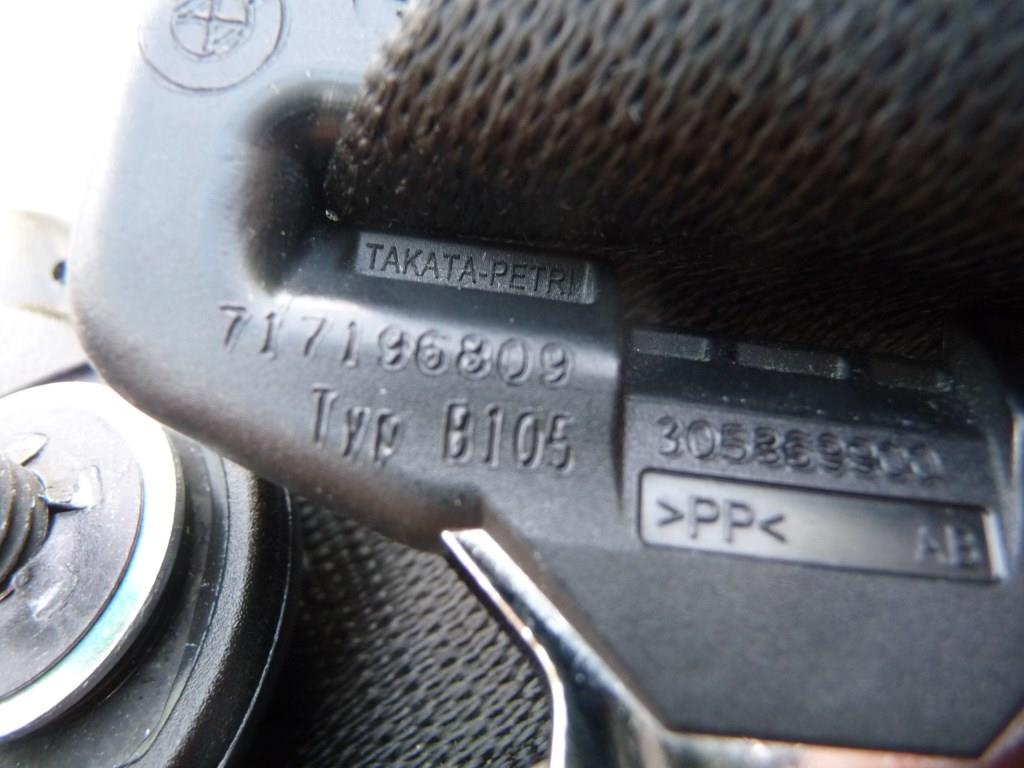 TAKATA-PETRI
717196809
Typ B105
305869900
>PP<
AB